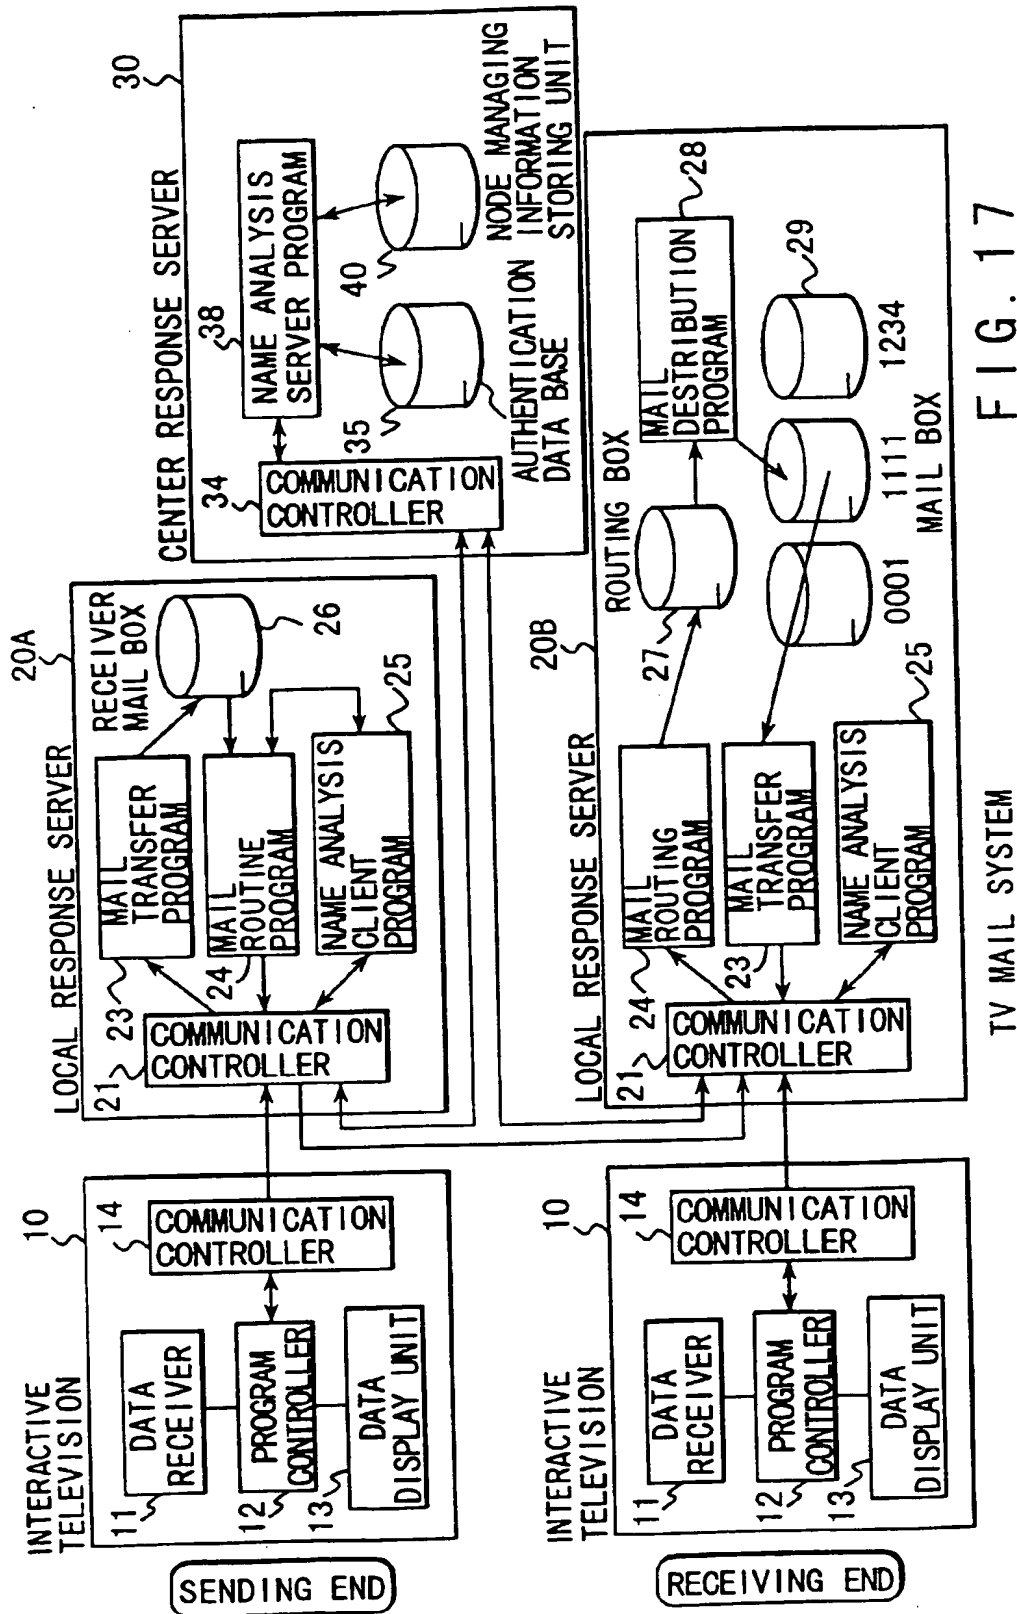 SENDING END
INTERACTIVE
TELEVISION
10
DATA
RECEIVER
11
PROGRAM
CONTROLLER
12
DATA
DISPLAY UNIT
13
14
COMMUNICATION
CONTROLLER
LOCAL RESPONSE SERVER
20A
21
COMMUNICATION
CONTROLLER
23
MAIL
TRANSFER
PROGRAM
RECEIVER
MAIL BOX
26
24
MAIL
ROUTINE
PROGRAM
NAME ANALYSIS
CLIENT
PROGRAM
25
CENTER RESPONSE SERVER
30
34
COMMUNICATION
CONTROLLER
38
NAME ANALYSIS
SERVER PROGRAM
35
AUTHENTICATION
DATA BASE
40
NODE MANAGING
INFORMATION
STORING UNIT
RECEIVING END
INTERACTIVE
TELEVISION
10
DATA
RECEIVER
11
PROGRAM
CONTROLLER
12
DATA
DISPLAY UNIT
13
14
COMMUNICATION
CONTROLLER
LOCAL RESPONSE SERVER
20B
21
COMMUNICATION
CONTROLLER
24
MAIL
ROUTING
PROGRAM
23
MAIL
TRANSFER
PROGRAM
NAME ANALYSIS
CLIENT
PROGRAM
25
ROUTING BOX
27
MAIL
DESTRIBUTION
PROGRAM
28
29
0001
1111
1234
MAIL BOX
TV MAIL SYSTEM
FIG. 17